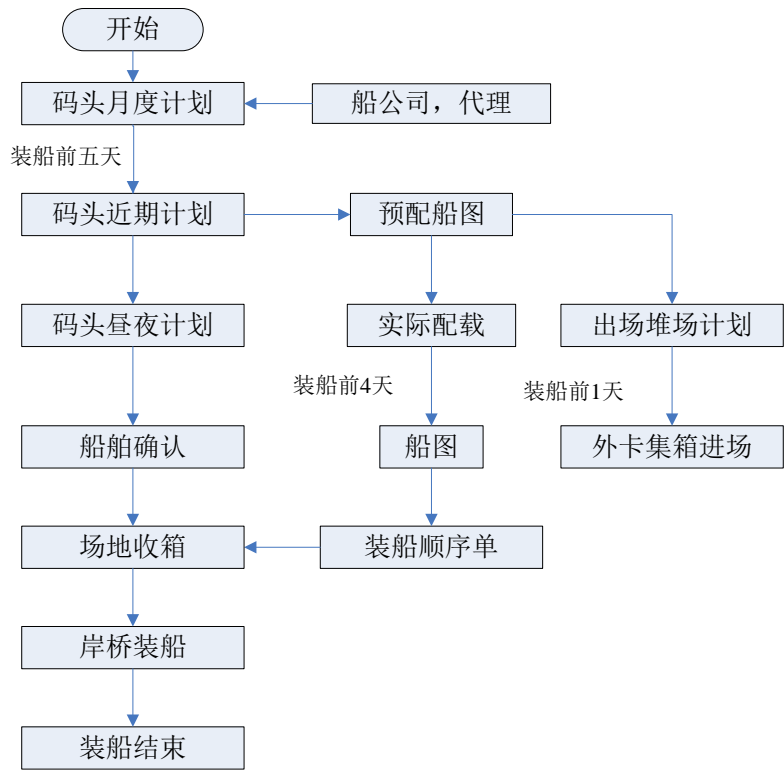 开始
码头月度计划
船公司，代理
装船前五天
码头近期计划
预配船图
码头昼夜计划
实际配载
出场堆场计划
装船前4天
装船前1天
船舶确认
船图
外卡集箱进场
场地收箱
装船顺序单
岸桥装船
装船结束